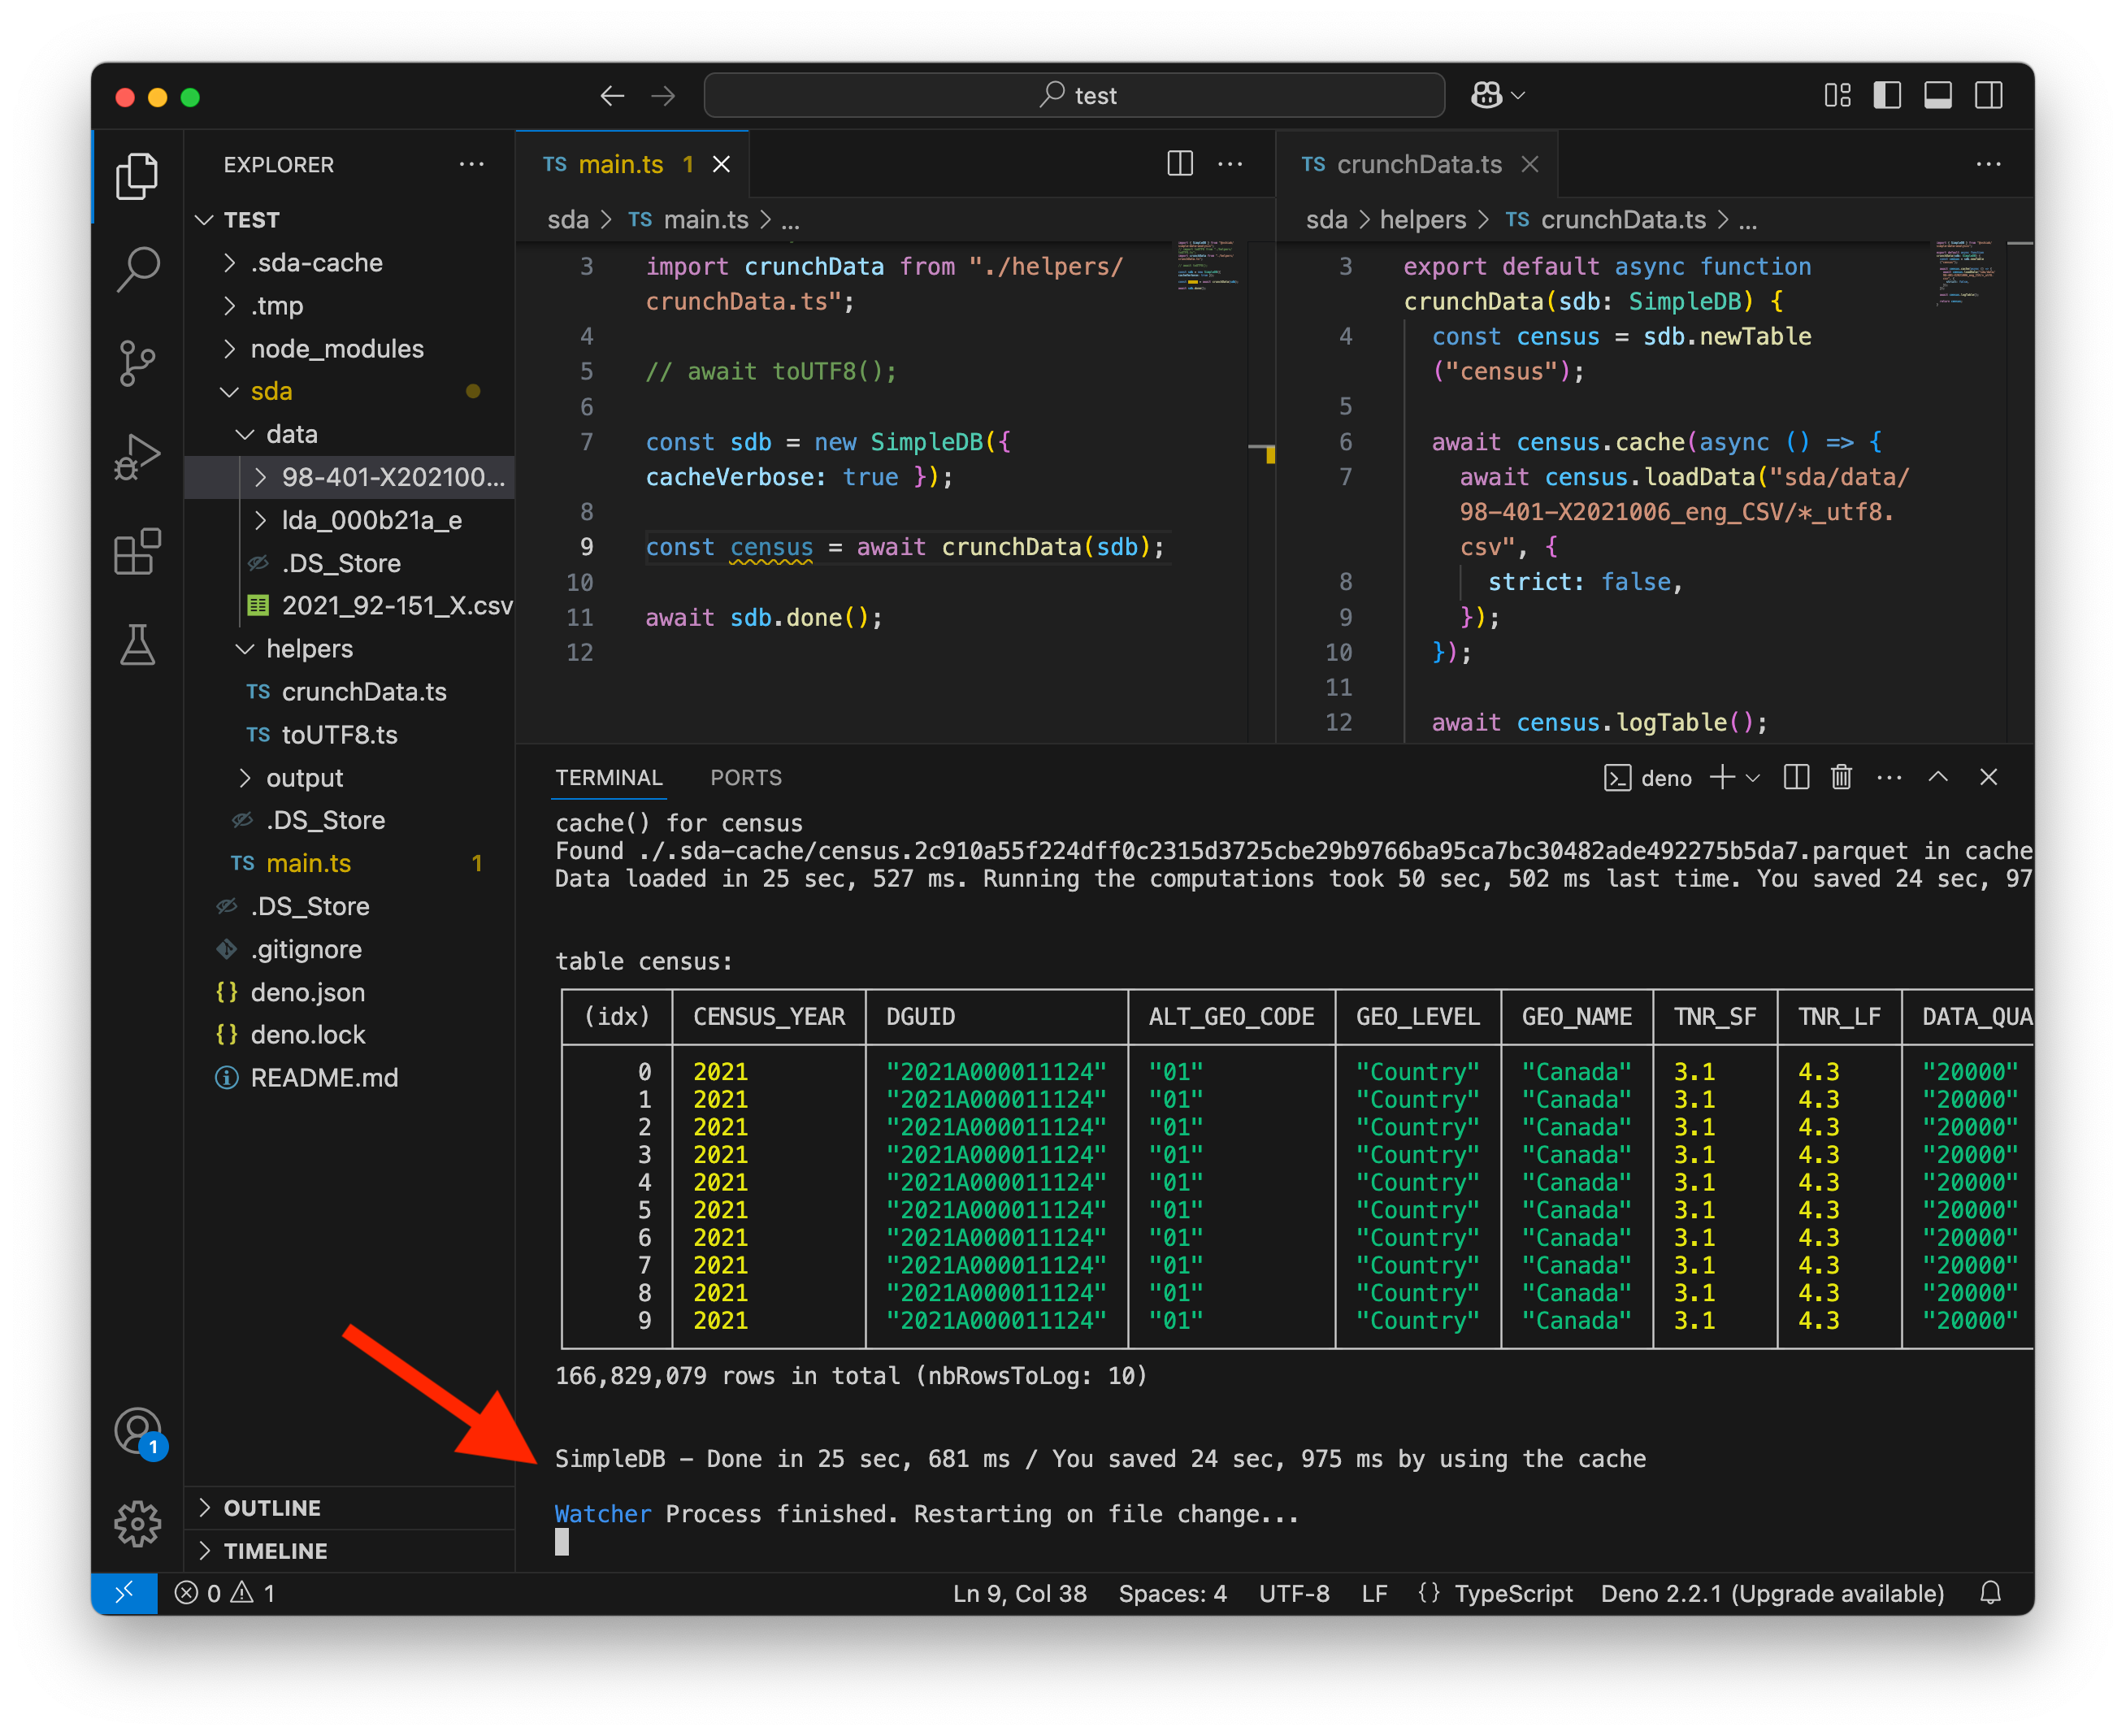 test
EXPLORER
TEST
.sda-cache
.tmp
node_modules
sda
data
98-401-X202100...
lda_000b21a_e
.DS_Store
2021_92-151_X.csv
helpers
TS crunchData.ts
TS toUTF8.ts
output
.DS_Store
TS main.ts 1
.DS_Store
.gitignore
{} deno.json
{} deno.lock
README.md
1
OUTLINE
TIMELINE
TS main.ts 1
sda > TS main.ts > ...
3 import crunchData from "./helpers/
crunchData.ts";
4
5 // await toUTF8();
6
7 const sdb = new SimpleDB({
cacheVerbose: true });
8
9 const census = await crunchData(sdb);
10
11 await sdb.done();
12
TS crunchData.ts
sda > helpers > TS crunchData.ts > ...
3 export default async function
crunchData(sdb: SimpleDB) {
4 const census = sdb.newTable
("census");
5
6 await census.cache(async () => {
7 await census.loadData("sda/data/
98-401-X2021006_eng_CSV/*_utf8.
csv", {
8 strict: false,
9 });
10 });
11
12 await census.logTable();
TERMINAL PORTS
deno
cache() for census
Found ./.sda-cache/census.2c910a55f224dff0c2315d3725cbe29b9766ba95ca7bc30482ade492275b5da7.parquet in cache
Data loaded in 25 sec, 527 ms. Running the computations took 50 sec, 502 ms last time. You saved 24 sec, 97
table census:
(idx) CENSUS_YEAR DGUID ALT_GEO_CODE GEO_LEVEL GEO_NAME TNR_SF TNR_LF DATA_QUA
0 2021 "2021A000011124" "01" "Country" "Canada" 3.1 4.3 "20000"
1 2021 "2021A000011124" "01" "Country" "Canada" 3.1 4.3 "20000"
2 2021 "2021A000011124" "01" "Country" "Canada" 3.1 4.3 "20000"
3 2021 "2021A000011124" "01" "Country" "Canada" 3.1 4.3 "20000"
4 2021 "2021A000011124" "01" "Country" "Canada" 3.1 4.3 "20000"
5 2021 "2021A000011124" "01" "Country" "Canada" 3.1 4.3 "20000"
6 2021 "2021A000011124" "01" "Country" "Canada" 3.1 4.3 "20000"
7 2021 "2021A000011124" "01" "Country" "Canada" 3.1 4.3 "20000"
8 2021 "2021A000011124" "01" "Country" "Canada" 3.1 4.3 "20000"
9 2021 "2021A000011124" "01" "Country" "Canada" 3.1 4.3 "20000"
166,829,079 rows in total (nbRowsToLog: 10)
SimpleDB – Done in 25 sec, 681 ms / You saved 24 sec, 975 ms by using the cache
Watcher Process finished. Restarting on file change...
0 1 Ln 9, Col 38 Spaces: 4 UTF-8 LF {} TypeScript Deno 2.2.1 (Upgrade available)